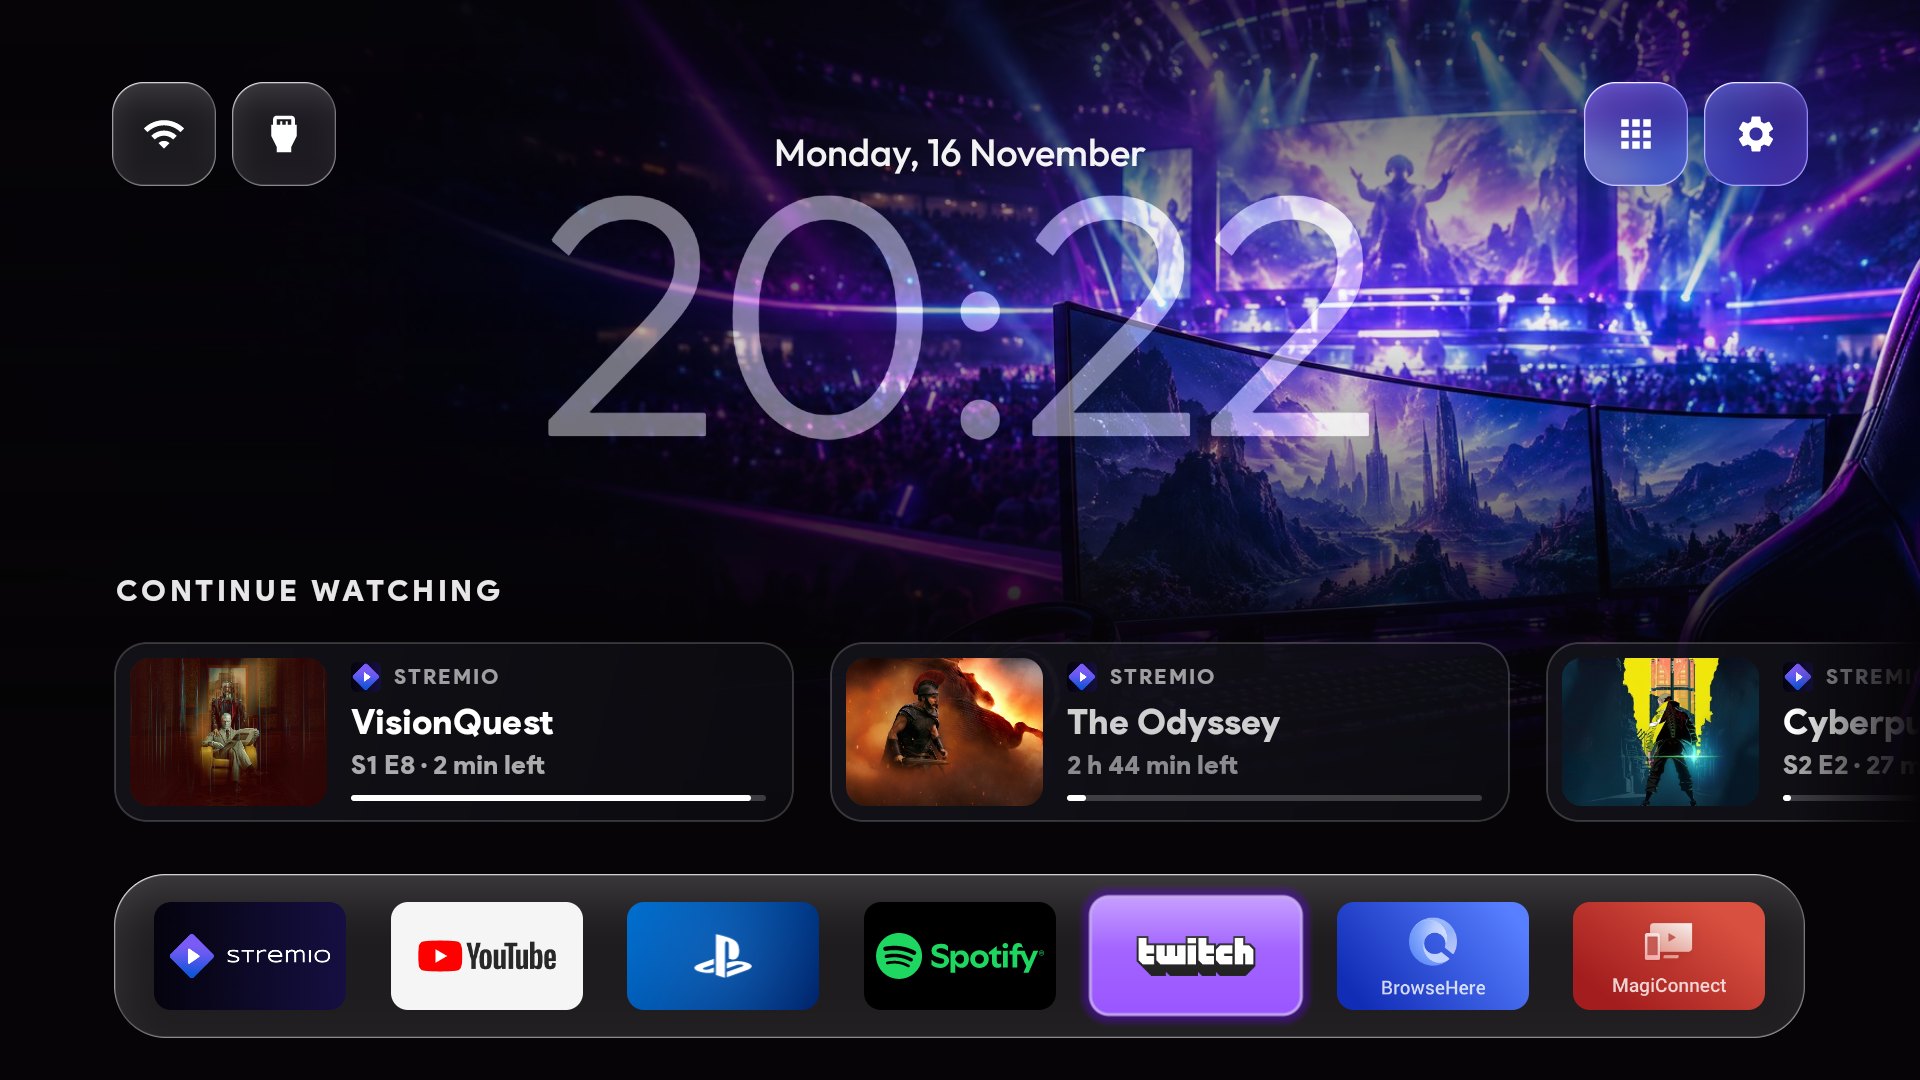 Monday, 16 November
20:22
CONTINUE WATCHING
STREMIO
VisionQuest
S1 E8 · 2 min left
STREMIO
The Odyssey
2 h 44 min left
STREMI
Cyberpu
S2 E2 · 27 m
STREMIO
YouTube
Spotify
twitch
BrowseHere
MagiConnect